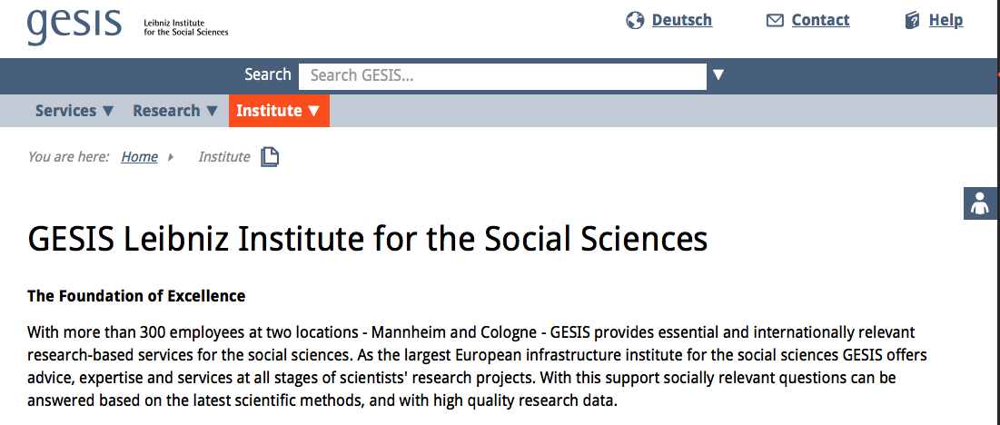 gesis
Leibniz Institute
for the Social Sciences
Deutsch
Contact
Help
Search
Search GESIS...
Services ▼ Research ▼ Institute ▼
You are here: Home Institute
GESIS Leibniz Institute for the Social Sciences
The Foundation of Excellence
With more than 300 employees at two locations - Mannheim and Cologne - GESIS provides essential and internationally relevant
research-based services for the social sciences. As the largest European infrastructure institute for the social sciences GESIS offers
advice, expertise and services at all stages of scientists' research projects. With this support socially relevant questions can be
answered based on the latest scientific methods, and with high quality research data.